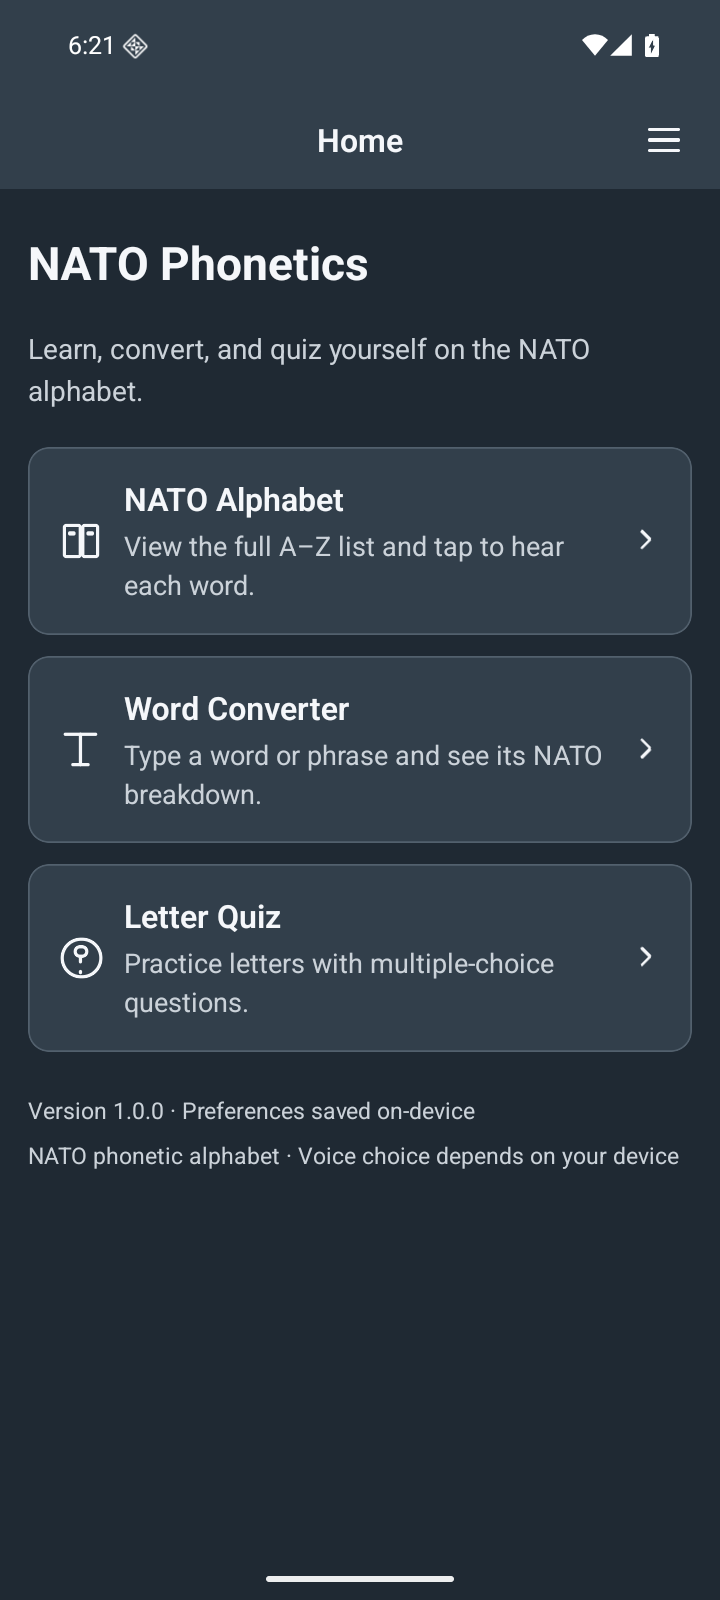 6:21
Home
NATO Phonetics
Learn, convert, and quiz yourself on the NATO
alphabet.
NATO Alphabet
View the full A–Z list and tap to hear
each word.
Word Converter
Type a word or phrase and see its NATO
breakdown.
Letter Quiz
Practice letters with multiple-choice
questions.
Version 1.0.0 · Preferences saved on-device
NATO phonetic alphabet · Voice choice depends on your device